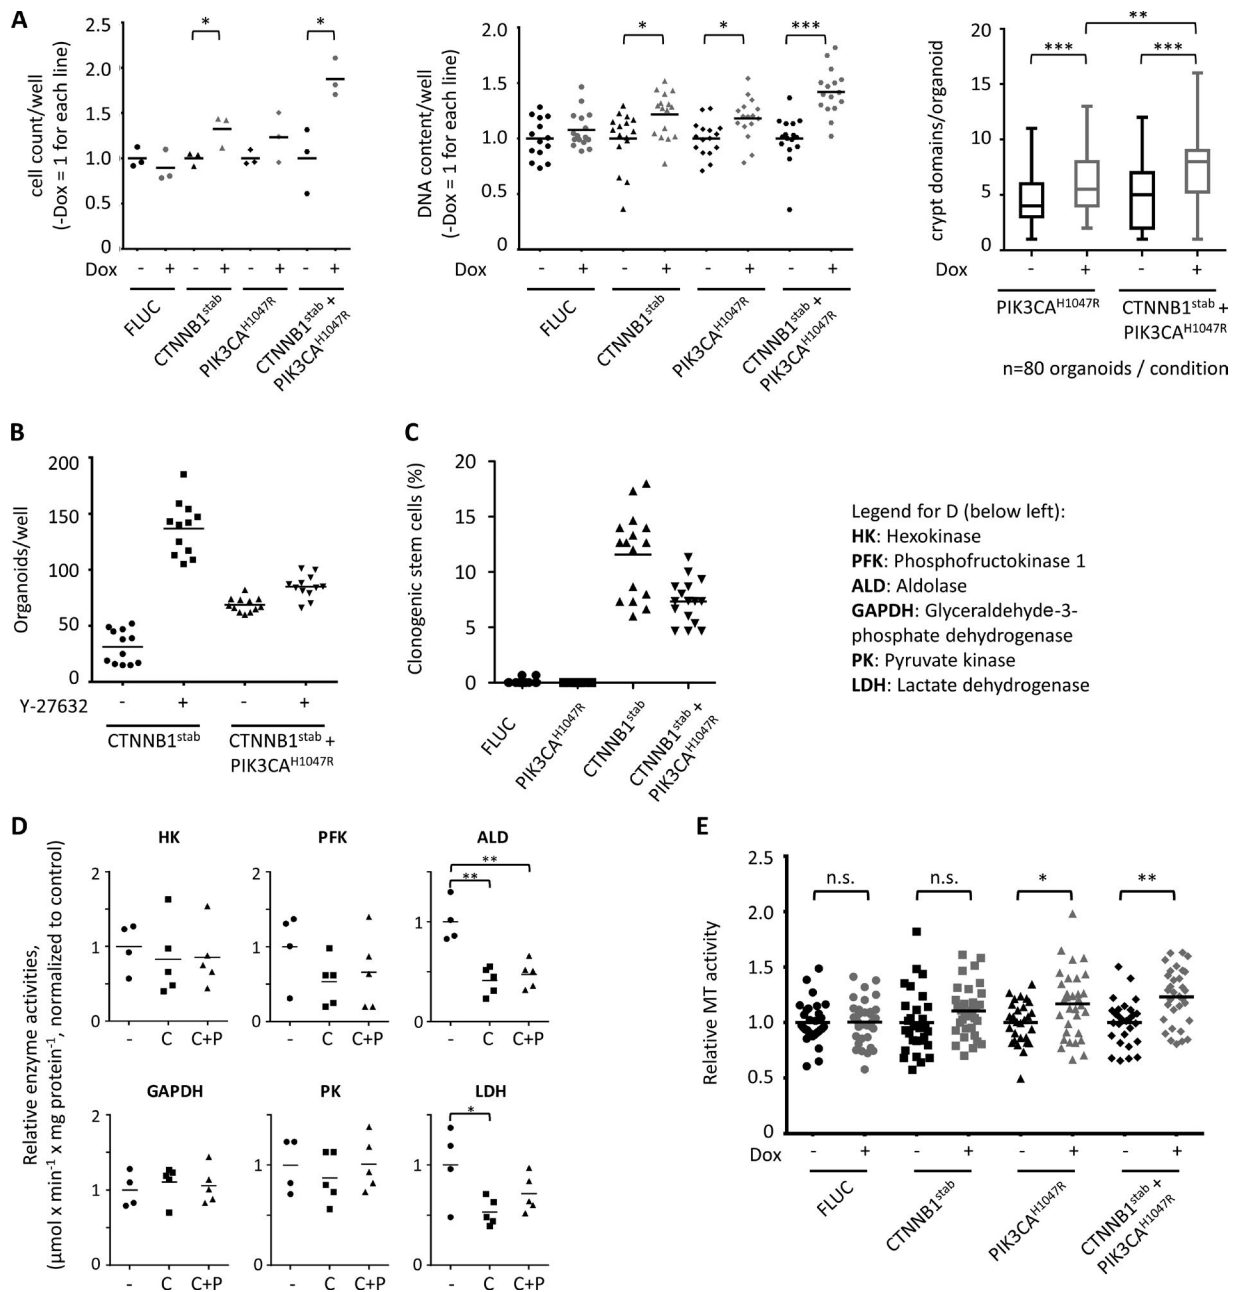 A
cell count/well
(-Dox = 1 for each line)
2.5
2.0
1.5
1.0
0.5
0
*
*
Dox - + - + - + - +
FLUC
CTNNB1stab
PIK3CAH1047R
CTNNB1stab +
PIK3CAH1047R
DNA content/well
(-Dox = 1 for each line)
2.0
1.5
1.0
0.5
0
*
*
***
Dox - + - + - + - +
FLUC
CTNNB1stab
PIK3CAH1047R
CTNNB1stab +
PIK3CAH1047R
crypt domains/organoid
20
15
10
5
0
**
***
***
Dox - + - +
PIK3CAH1047R
CTNNB1stab +
PIK3CAH1047R
n=80 organoids / condition
B
Organoids/well
200
150
100
50
0
Y-27632 - + - +
CTNNB1stab
CTNNB1stab +
PIK3CAH1047R
C
Clonogenic stem cells (%)
20
15
10
5
0
FLUC
PIK3CAH1047R
CTNNB1stab
CTNNB1stab +
PIK3CAH1047R
Legend for D (below left):
HK: Hexokinase
PFK: Phosphofructokinase 1
ALD: Aldolase
GAPDH: Glyceraldehyde-3-
phosphate dehydrogenase
PK: Pyruvate kinase
LDH: Lactate dehydrogenase
D
Relative enzyme activities,
(μmol x min-1 x mg protein-1, normalized to control)
HK
2
1
0
- C C+P
PFK
2
1
0
- C C+P
ALD
**
**
2
1
0
- C C+P
GAPDH
2
1
0
- C C+P
PK
1
0
- C C+P
LDH
*
1
0
- C C+P
E
Relative MT activity
2.5
2.0
1.5
1.0
0.5
0
n.s.
n.s.
*
**
Dox - + - + - + - +
FLUC
CTNNB1stab
PIK3CAH1047R
CTNNB1stab +
PIK3CAH1047R